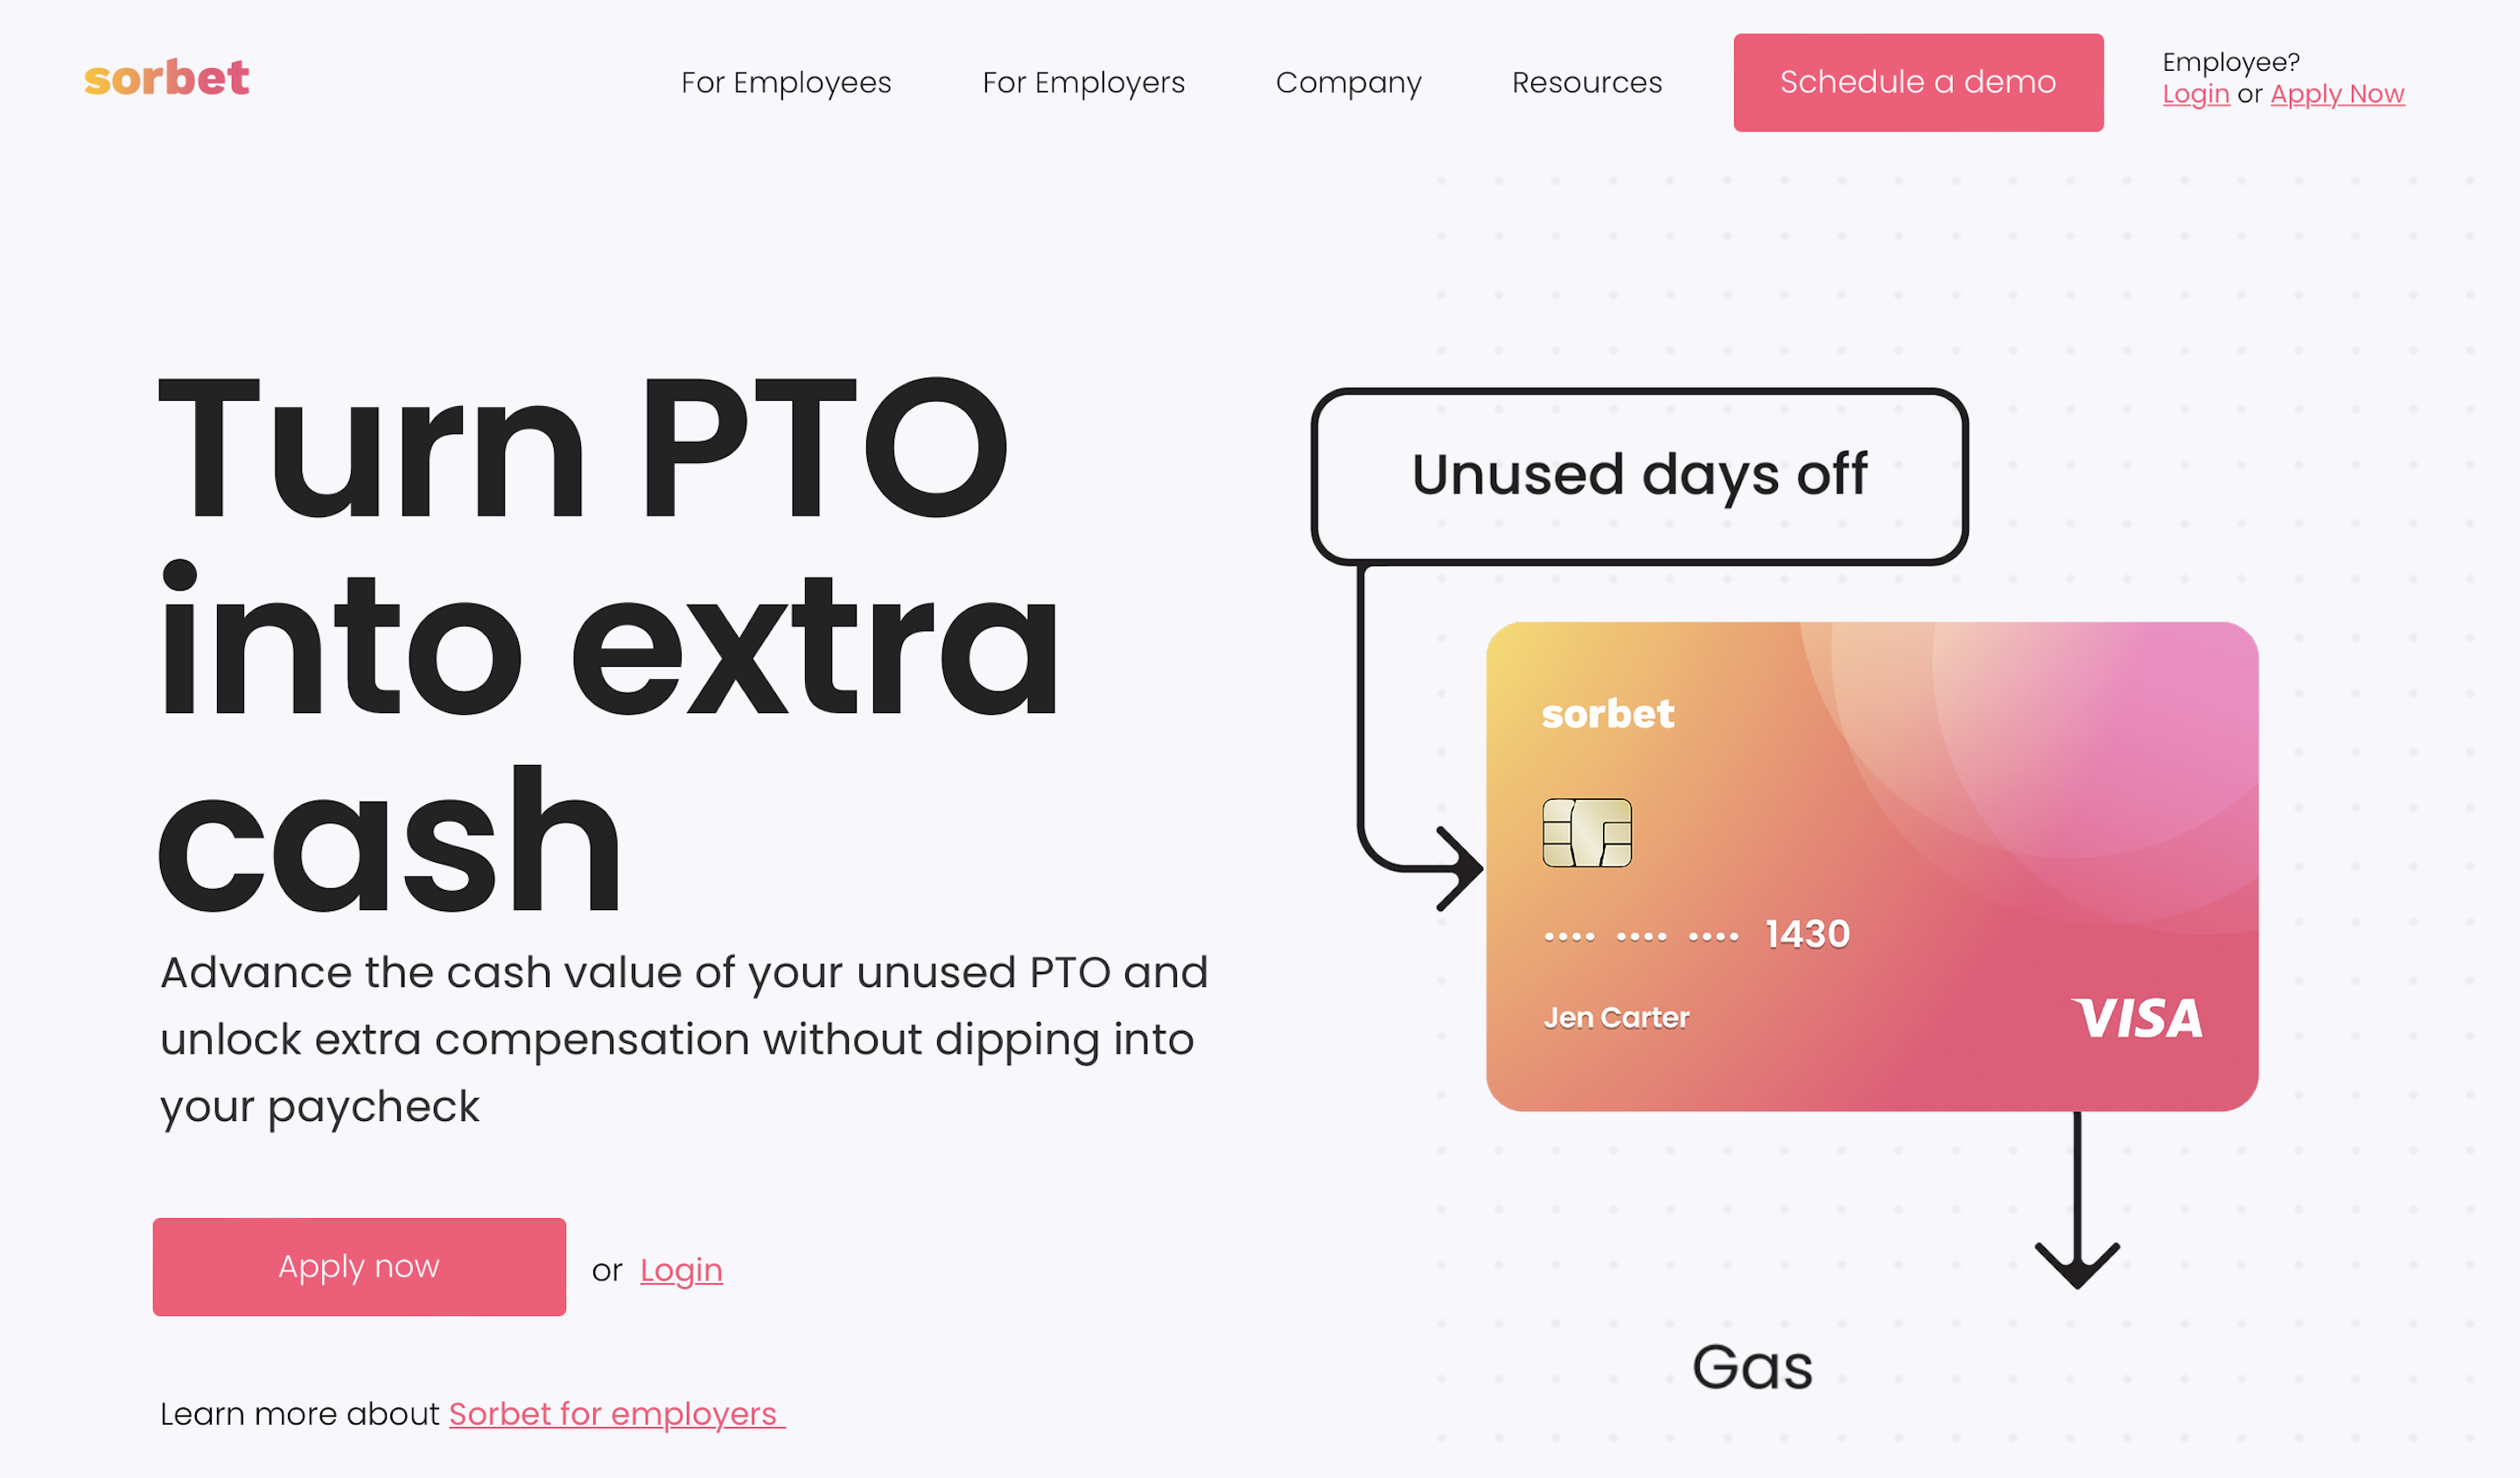 sorbet
For Employees
For Employers
Company
Resources
Schedule a demo
Employee?
Login or Apply Now
Turn PTO
into extra
cash
Advance the cash value of your unused PTO and
unlock extra compensation without dipping into
your paycheck
Apply now
or Login
Learn more about Sorbet for employers
Unused days off
sorbet
•••• •••• •••• 1430
Jen Carter
VISA
Gas